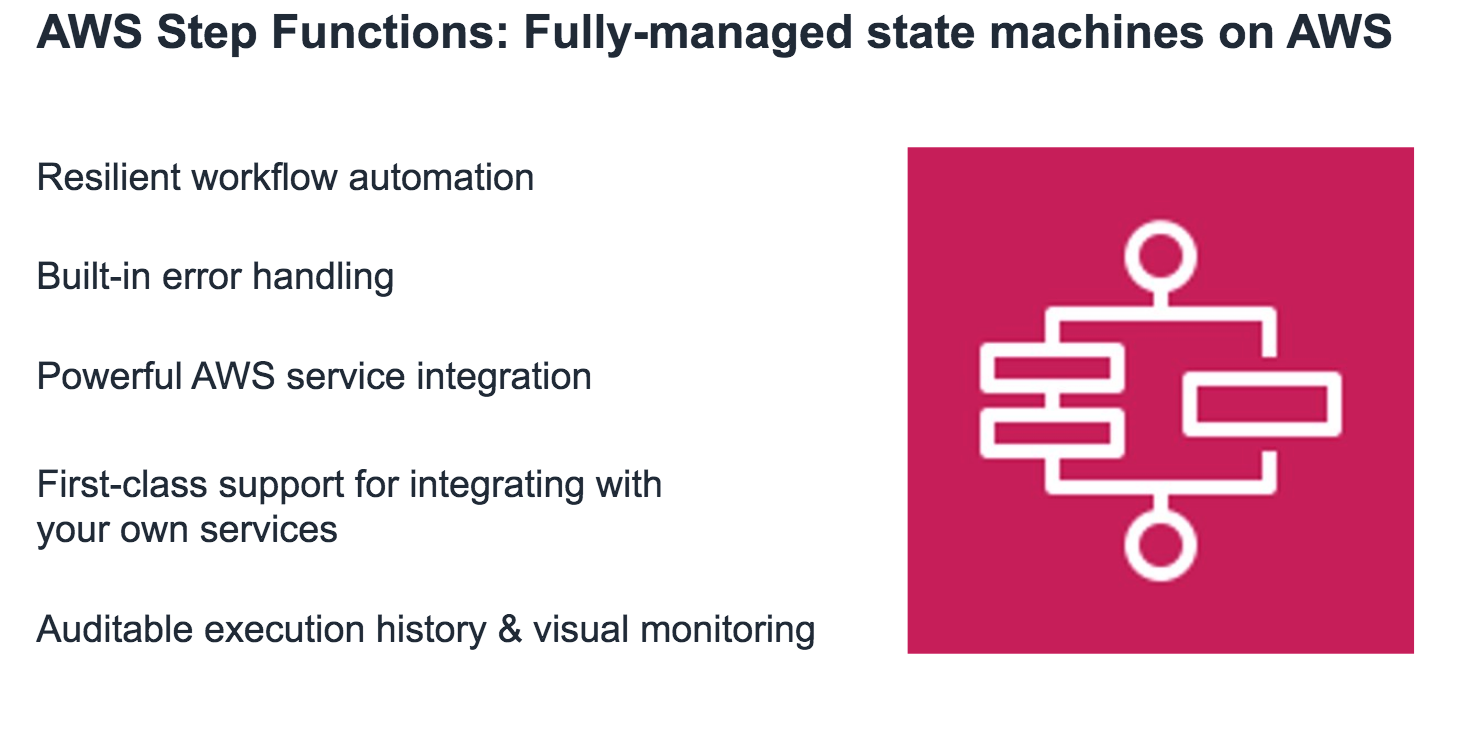 AWS Step Functions: Fully-managed state machines on AWS
Resilient workflow automation
Built-in error handling
Powerful AWS service integration
First-class support for integrating with
your own services
Auditable execution history & visual monitoring